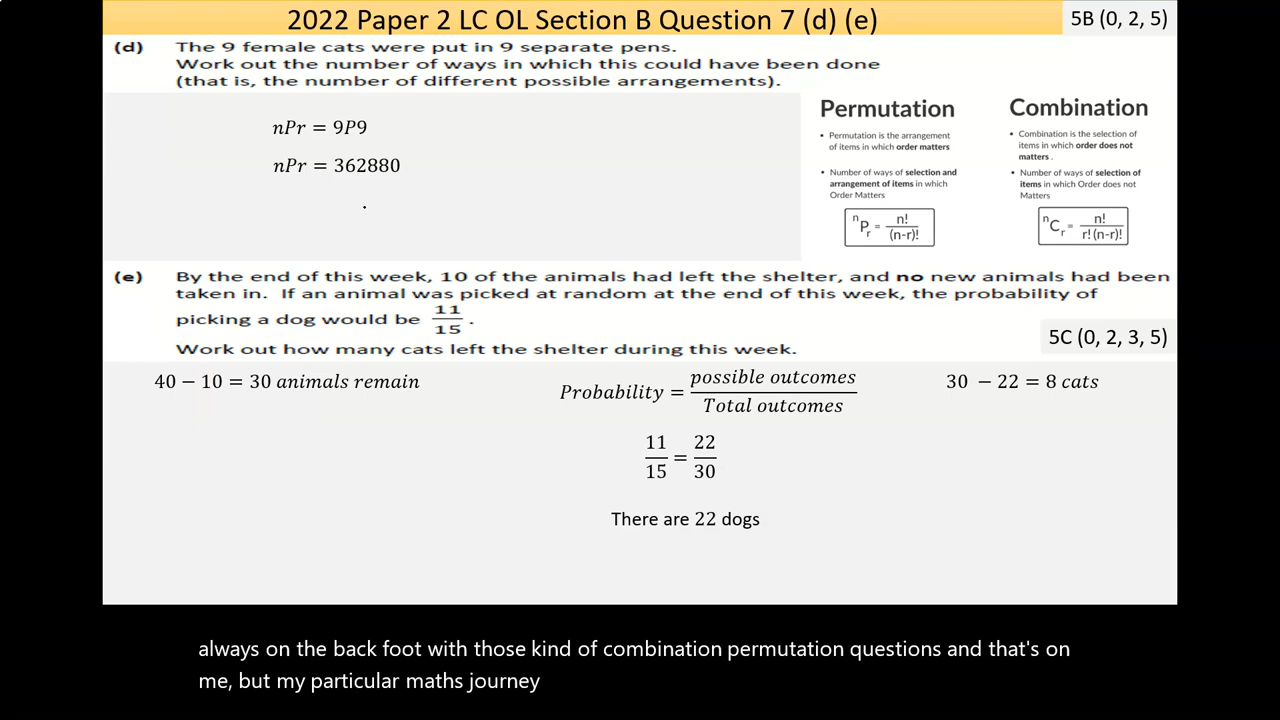 2022 Paper 2 LC OL Section B Question 7 (d) (e)
5B (0, 2, 5)
(d) The 9 female cats were put in 9 separate pens.
Work out the number of ways in which this could have been done
(that is, the number of different possible arrangements).
nPr = 9P9
nPr = 362880
.
Permutation
• Permutation is the arrangement
of items in which order matters
• Number of ways of selection and
arrangement of items in which
Order Matters
nPr = n!/(n-r)!
Combination
• Combination is the selection of
items in which order does not
matters .
• Number of ways of selection of
items in which Order does not
Matters
nCr = n!/r!(n-r)!
(e) By the end of this week, 10 of the animals had left the shelter, and no new animals had been
taken in. If an animal was picked at random at the end of this week, the probability of
picking a dog would be 11/15 .
Work out how many cats left the shelter during this week.
5C (0, 2, 3, 5)
40 − 10 = 30 animals remain
Probability = possible outcomes/Total outcomes
11/15 = 22/30
There are 22 dogs
30 − 22 = 8 cats
always on the back foot with those kind of combination permutation questions and that's on
me, but my particular maths journey